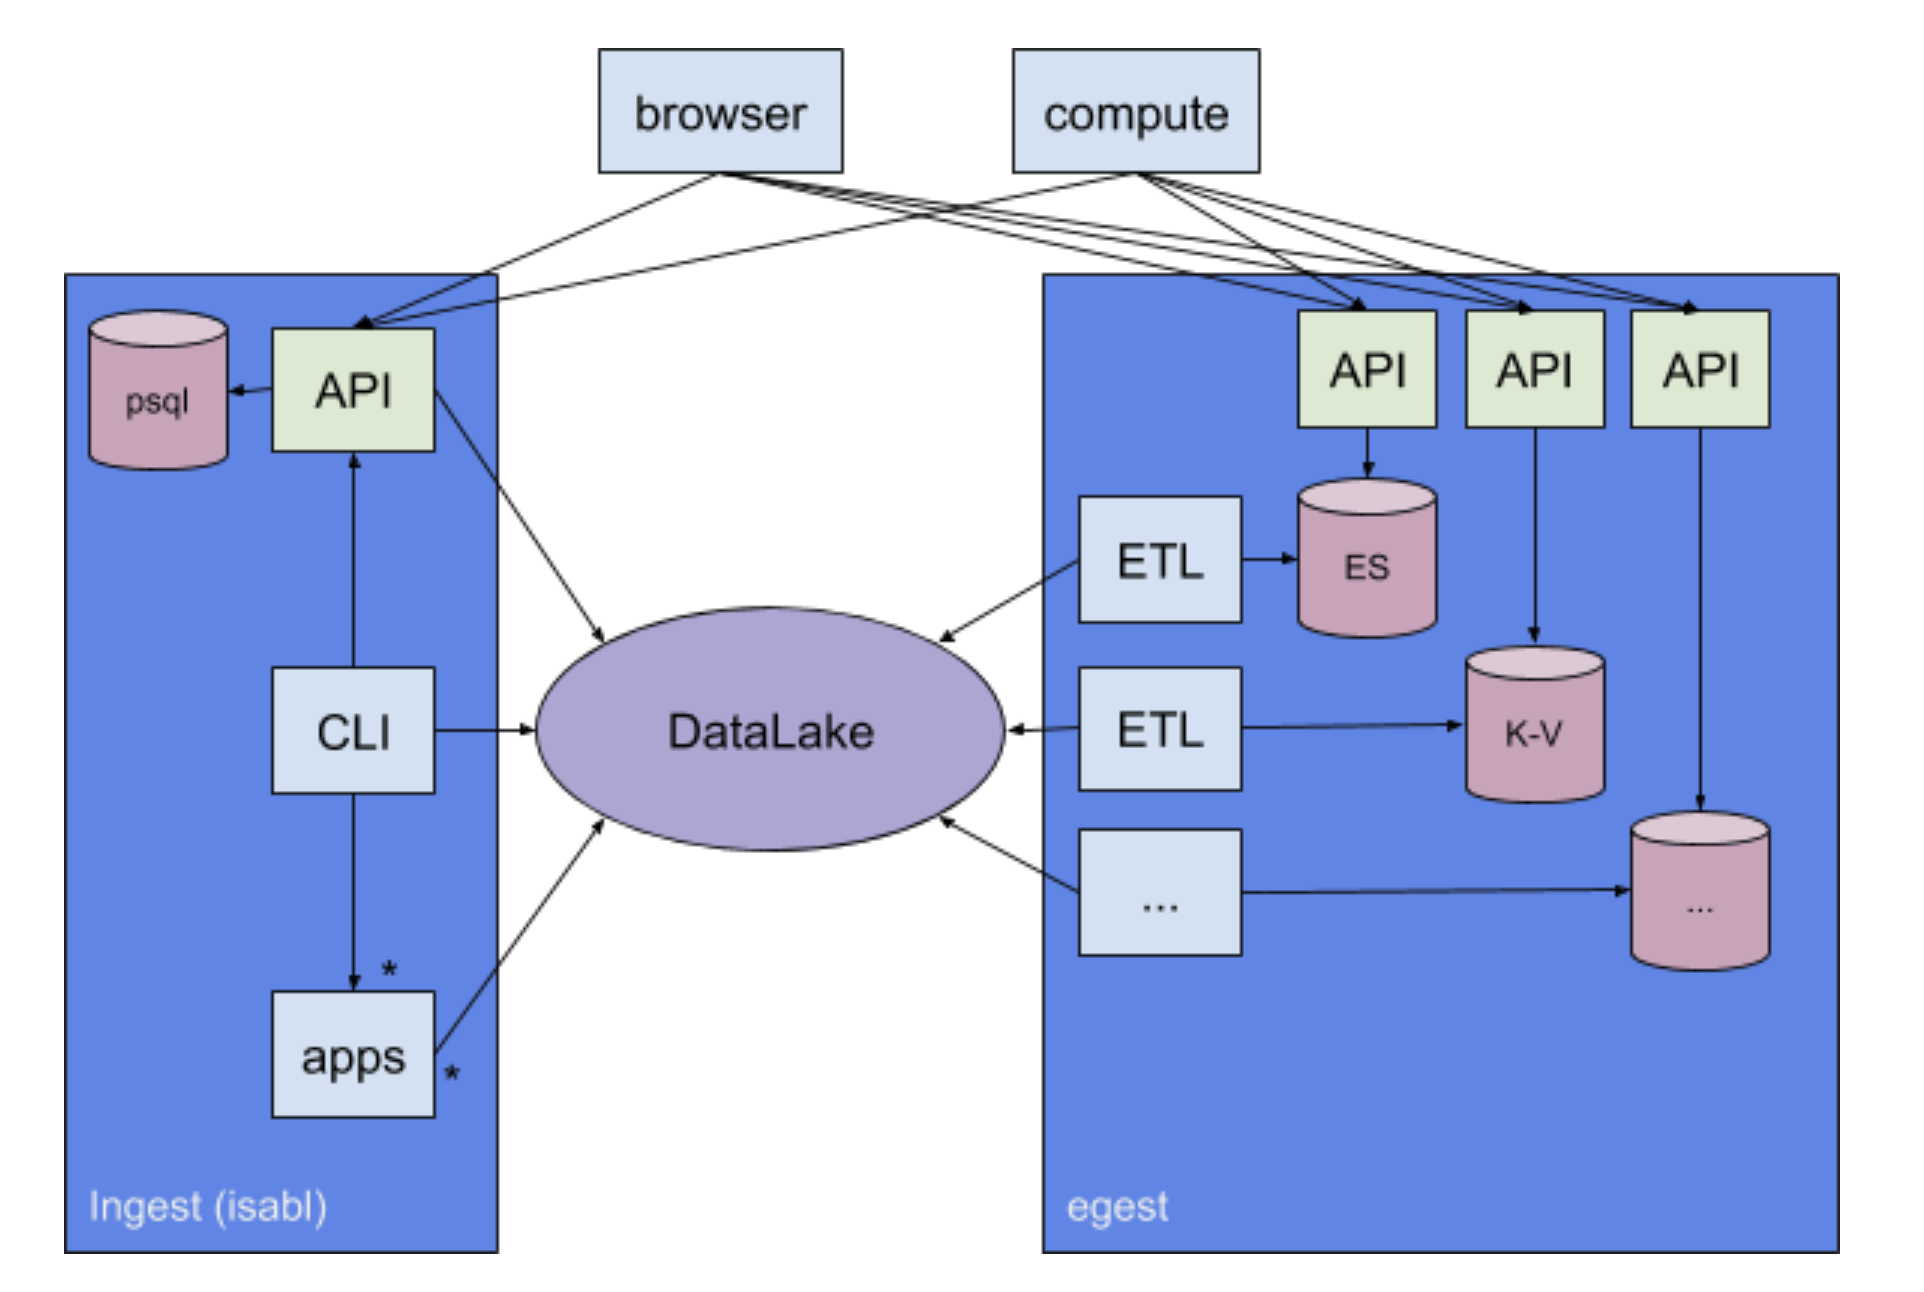 browser
compute
psql
API
API
API
API
ETL
ES
CLI
DataLake
ETL
K-V
...
...
*
apps
*
Ingest (isabl)
egest